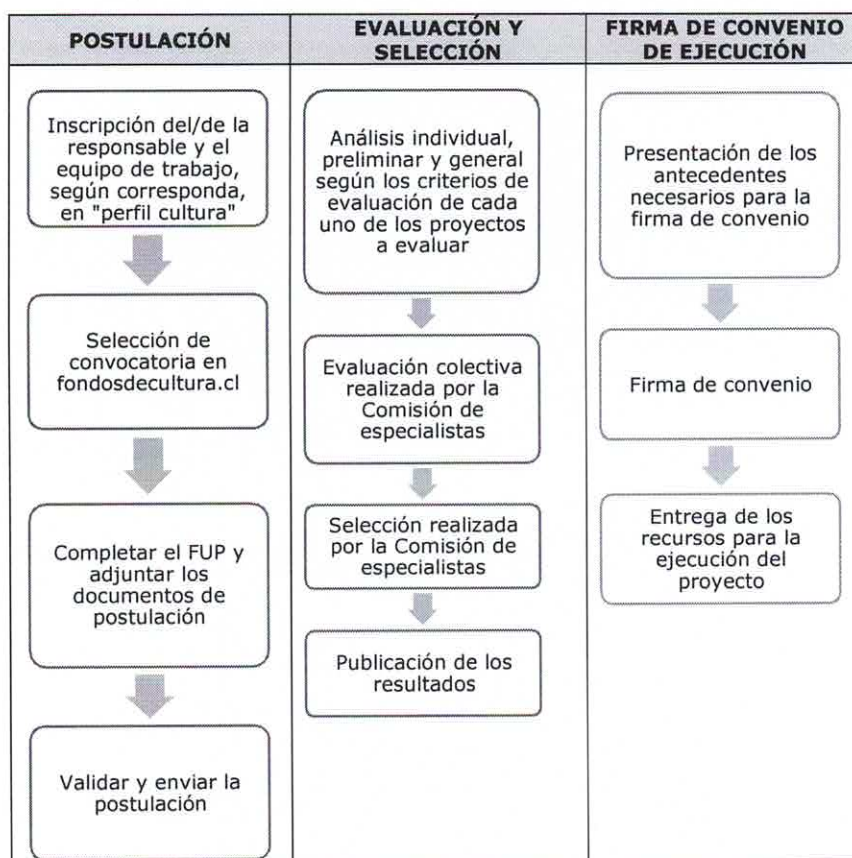 POSTULACIÓN
Inscripción del/de la
responsable y el
equipo de trabajo,
según corresponda,
en "perfil cultura"
Selección de
convocatoria en
fondosdecultura.cl
Completar el FUP y
adjuntar los
documentos de
postulación
Validar y enviar la
postulación
EVALUACIÓN Y
SELECCIÓN
Análisis individual,
preliminar y general
según los criterios de
evaluación de cada
uno de los proyectos
a evaluar
Evaluación colectiva
realizada por la
Comisión de
especialistas
Selección realizada
por la Comisión de
especialistas
Publicación de los
resultados
FIRMA DE CONVENIO
DE EJECUCIÓN
Presentación de los
antecedentes
necesarios para la
firma de convenio
Firma de convenio
Entrega de los
recursos para la
ejecución del
proyecto